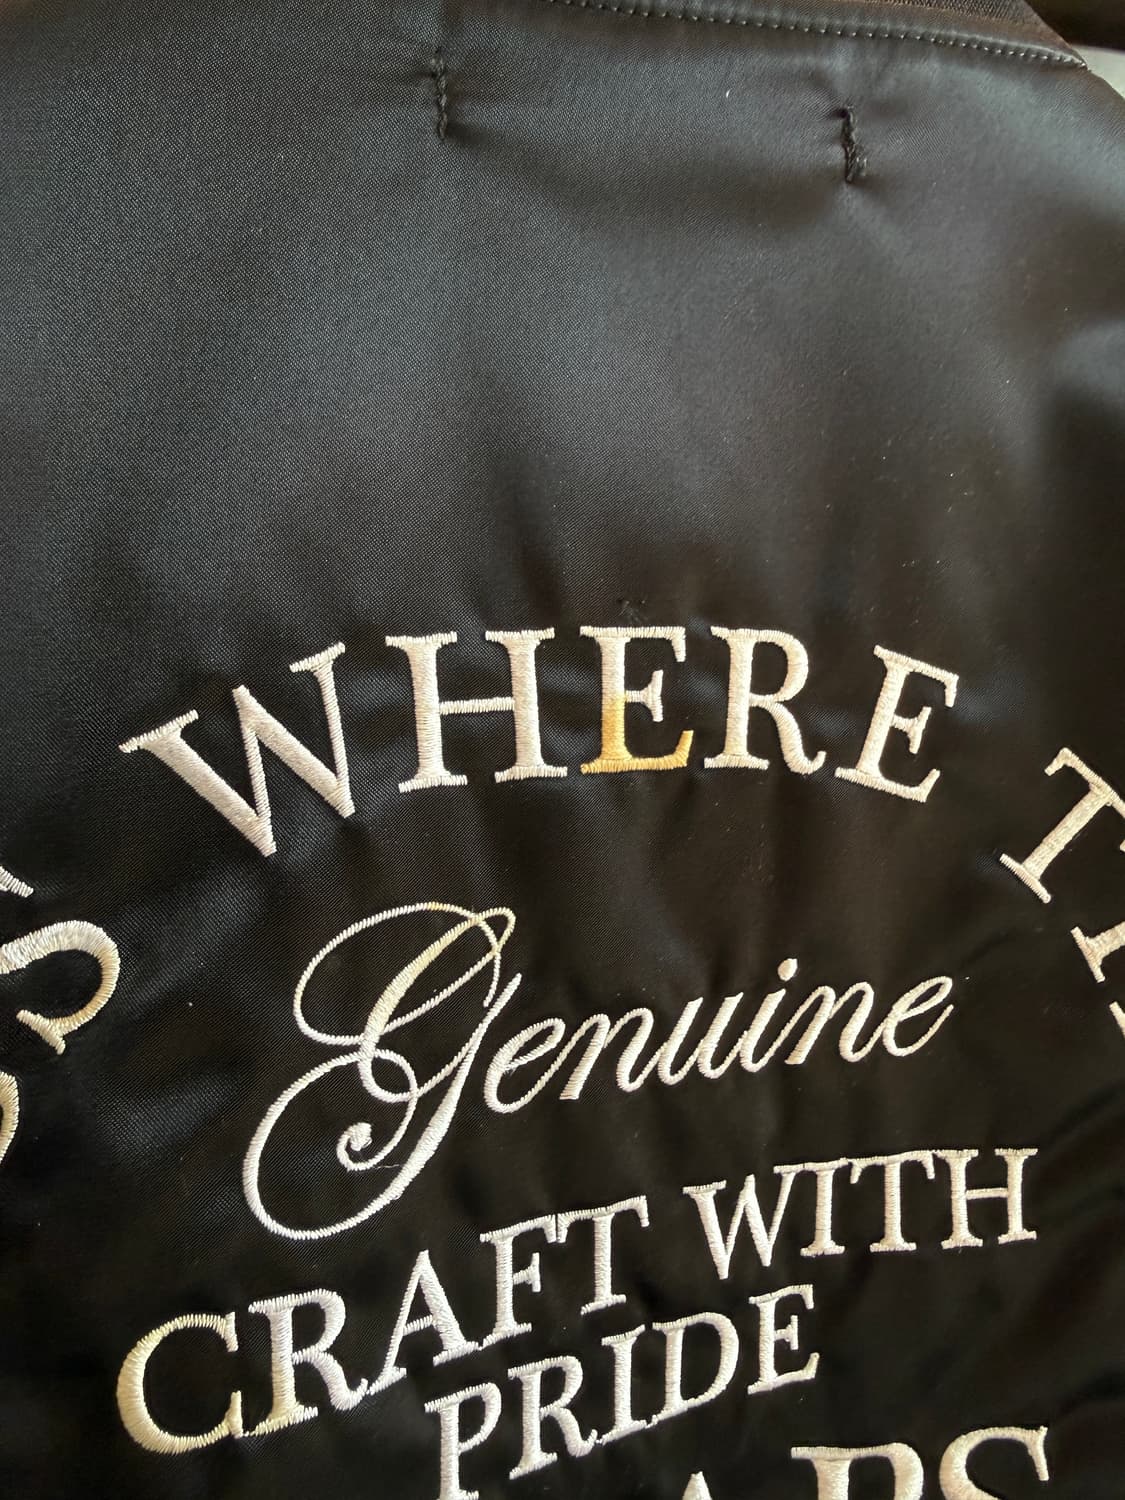 WHERE
Genuine
CRAFT WITH
PRIDE